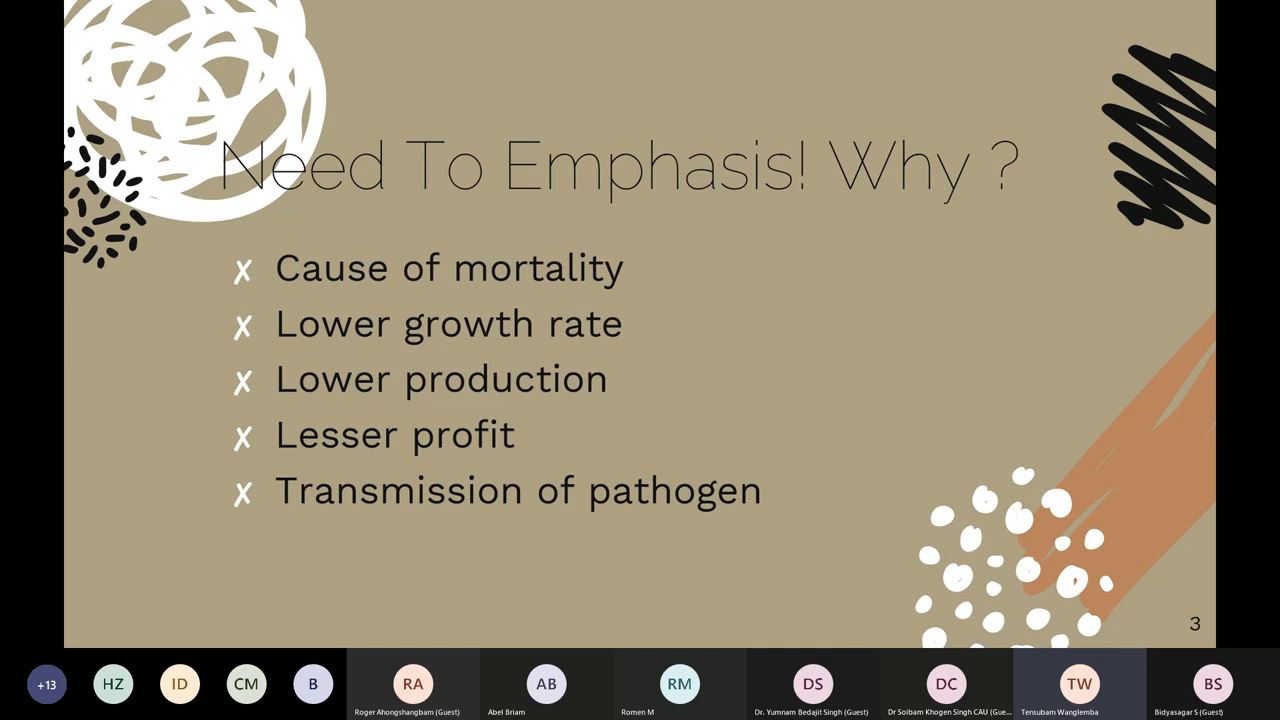 Need To Emphasis! Why ?
✗ Cause of mortality
✗ Lower growth rate
✗ Lower production
✗ Lesser profit
✗ Transmission of pathogen
3
+13
HZ
ID
CM
B
RA
AB
RM
DS
DC
TW
BS
Roger Ahongshangbam (Guest)
Abel Briam
Romen M
Dr. Yumnam Bedajit Singh (Guest)
Dr Soibam Khogen Singh CAU (Gue...
Tensubam Wanglemba
Bidyasagar S (Guest)